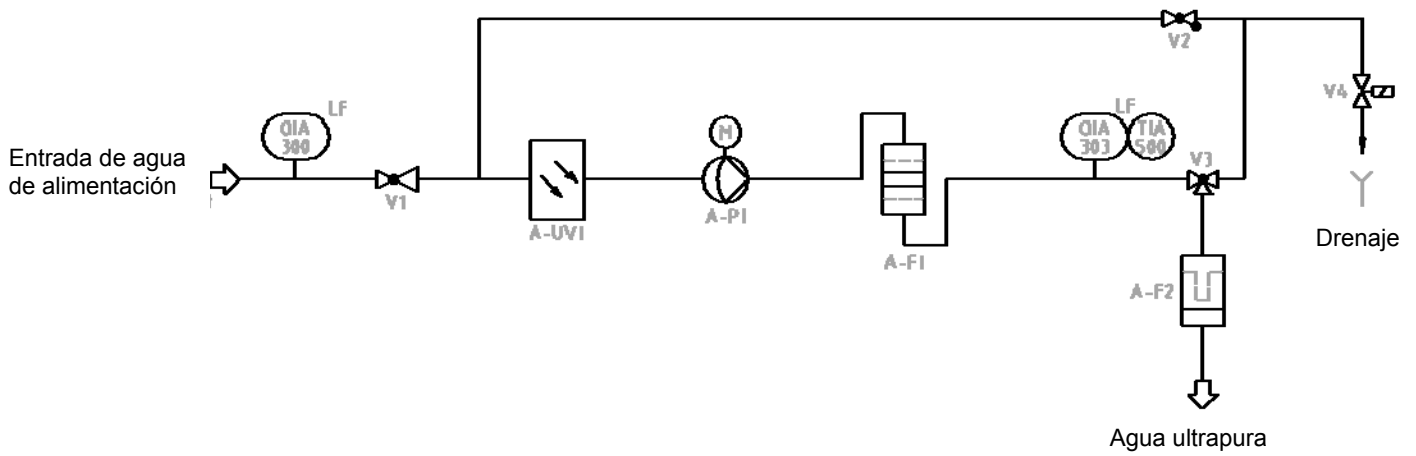 V2
V4
LF
QIA
300
LF
QIA
303
TIA
500
Entrada de agua
de alimentación
V1
A-UV1
M
A-P1
A-F1
V3
Drenaje
A-F2
Agua ultrapura